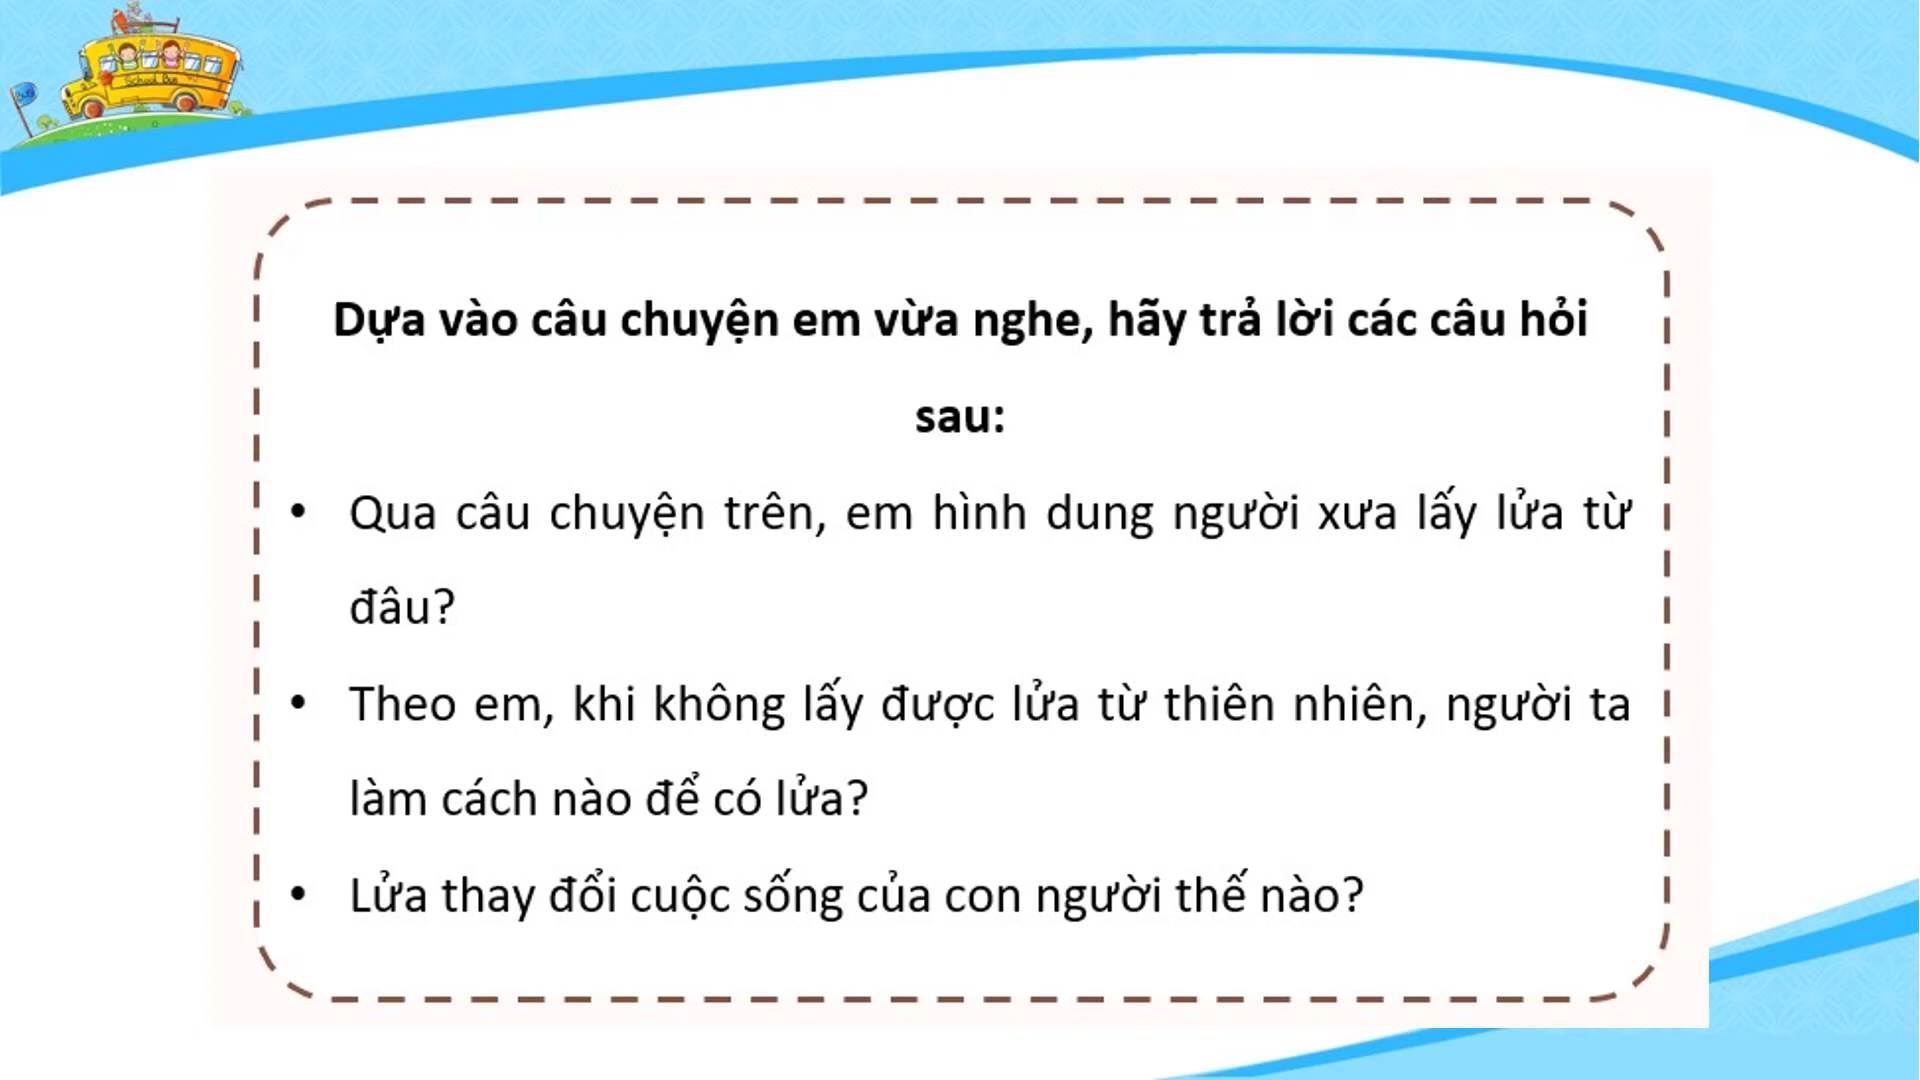 School Bus
Dựa vào câu chuyện em vừa nghe, hãy trả lời các câu hỏi
sau:
• Qua câu chuyện trên, em hình dung người xưa lấy lửa từ
đâu?
• Theo em, khi không lấy được lửa từ thiên nhiên, người ta
làm cách nào để có lửa?
• Lửa thay đổi cuộc sống của con người thế nào?